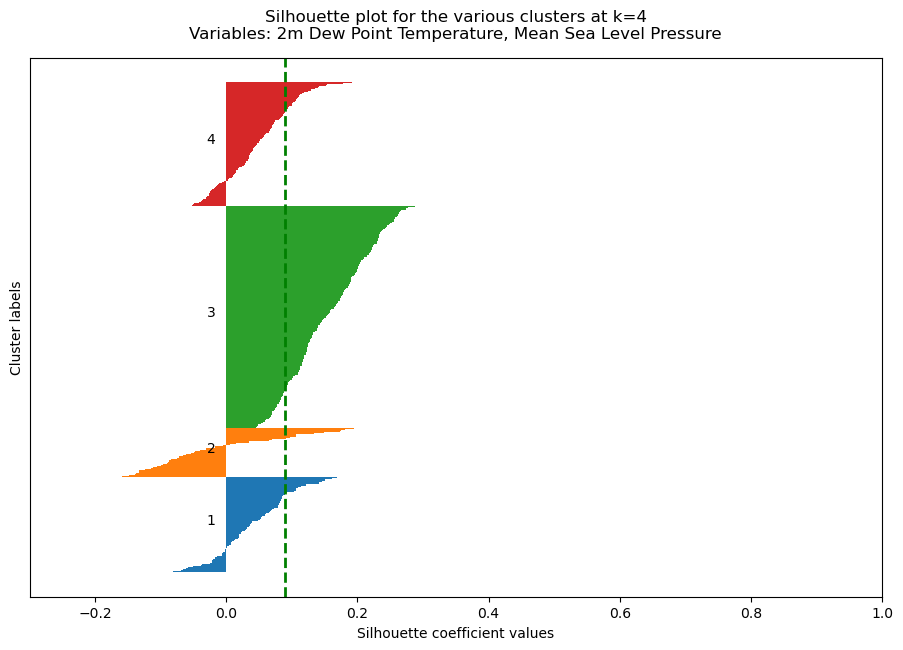 Silhouette plot for the various clusters at k=4
Variables: 2m Dew Point Temperature, Mean Sea Level Pressure
Cluster labels
4
3
2
1
−0.2 0.0 0.2 0.4 0.6 0.8 1.0
Silhouette coefficient values